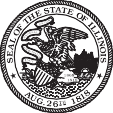 SEAL OF THE STATE OF ILLINOIS
AUG. 26TH 1818